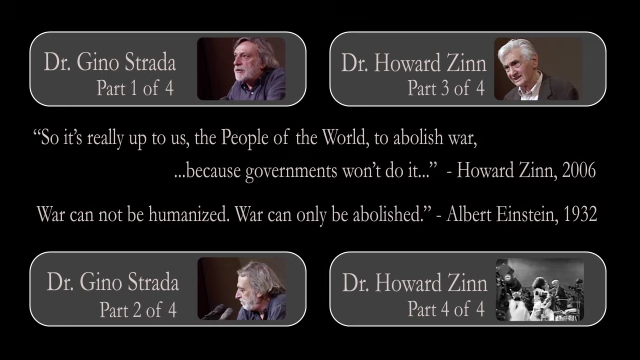 Dr. Gino Strada
Part 1 of 4
Dr. Howard Zinn
Part 3 of 4
“So it’s really up to us, the People of the World, to abolish war,
...because governments won’t do it...” - Howard Zinn, 2006
War can not be humanized. War can only be abolished.” - Albert Einstein, 1932
Dr. Gino Strada
Part 2 of 4
Dr. Howard Zinn
Part 4 of 4